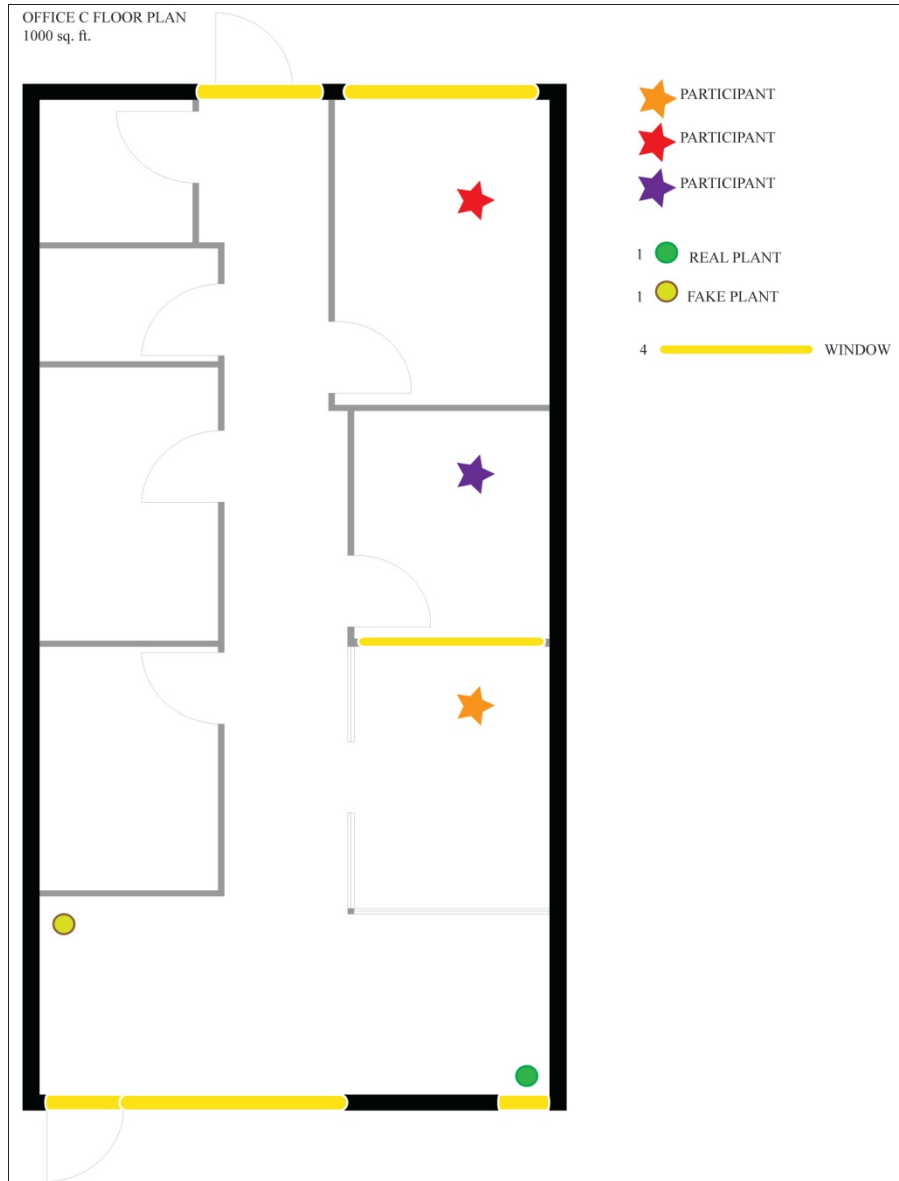 OFFICE C FLOOR PLAN
1000 sq. ft.
PARTICIPANT
PARTICIPANT
PARTICIPANT
1 REAL PLANT
1 FAKE PLANT
4 WINDOW